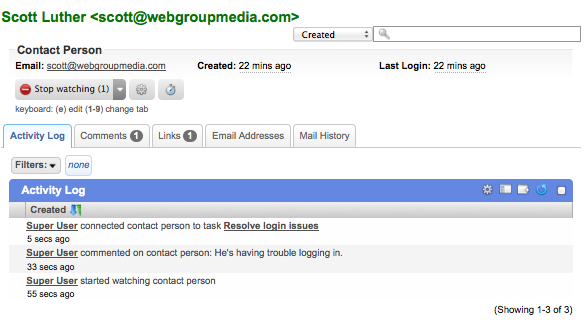 Scott Luther <scott@webgroupmedia.com>
Created
Contact Person
Email: scott@webgroupmedia.com Created: 22 mins ago Last Login: 22 mins ago
Stop watching (1)
keyboard: (e) edit (1-9) change tab
Activity Log Comments 1 Links 1 Email Addresses Mail History
Filters: none
Activity Log
Created
Super User connected contact person to task Resolve login issues
5 secs ago
Super User commented on contact person: He's having trouble logging in.
33 secs ago
Super User started watching contact person
55 secs ago
(Showing 1-3 of 3)